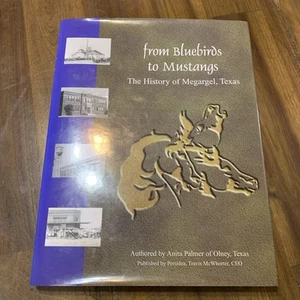 from Bluebirds
to Mustangs
The History of Megargel, Texas
Authored by Anita Palmer of Olney, Texas
Published by Peroidea, Travis McWhorter, CEO